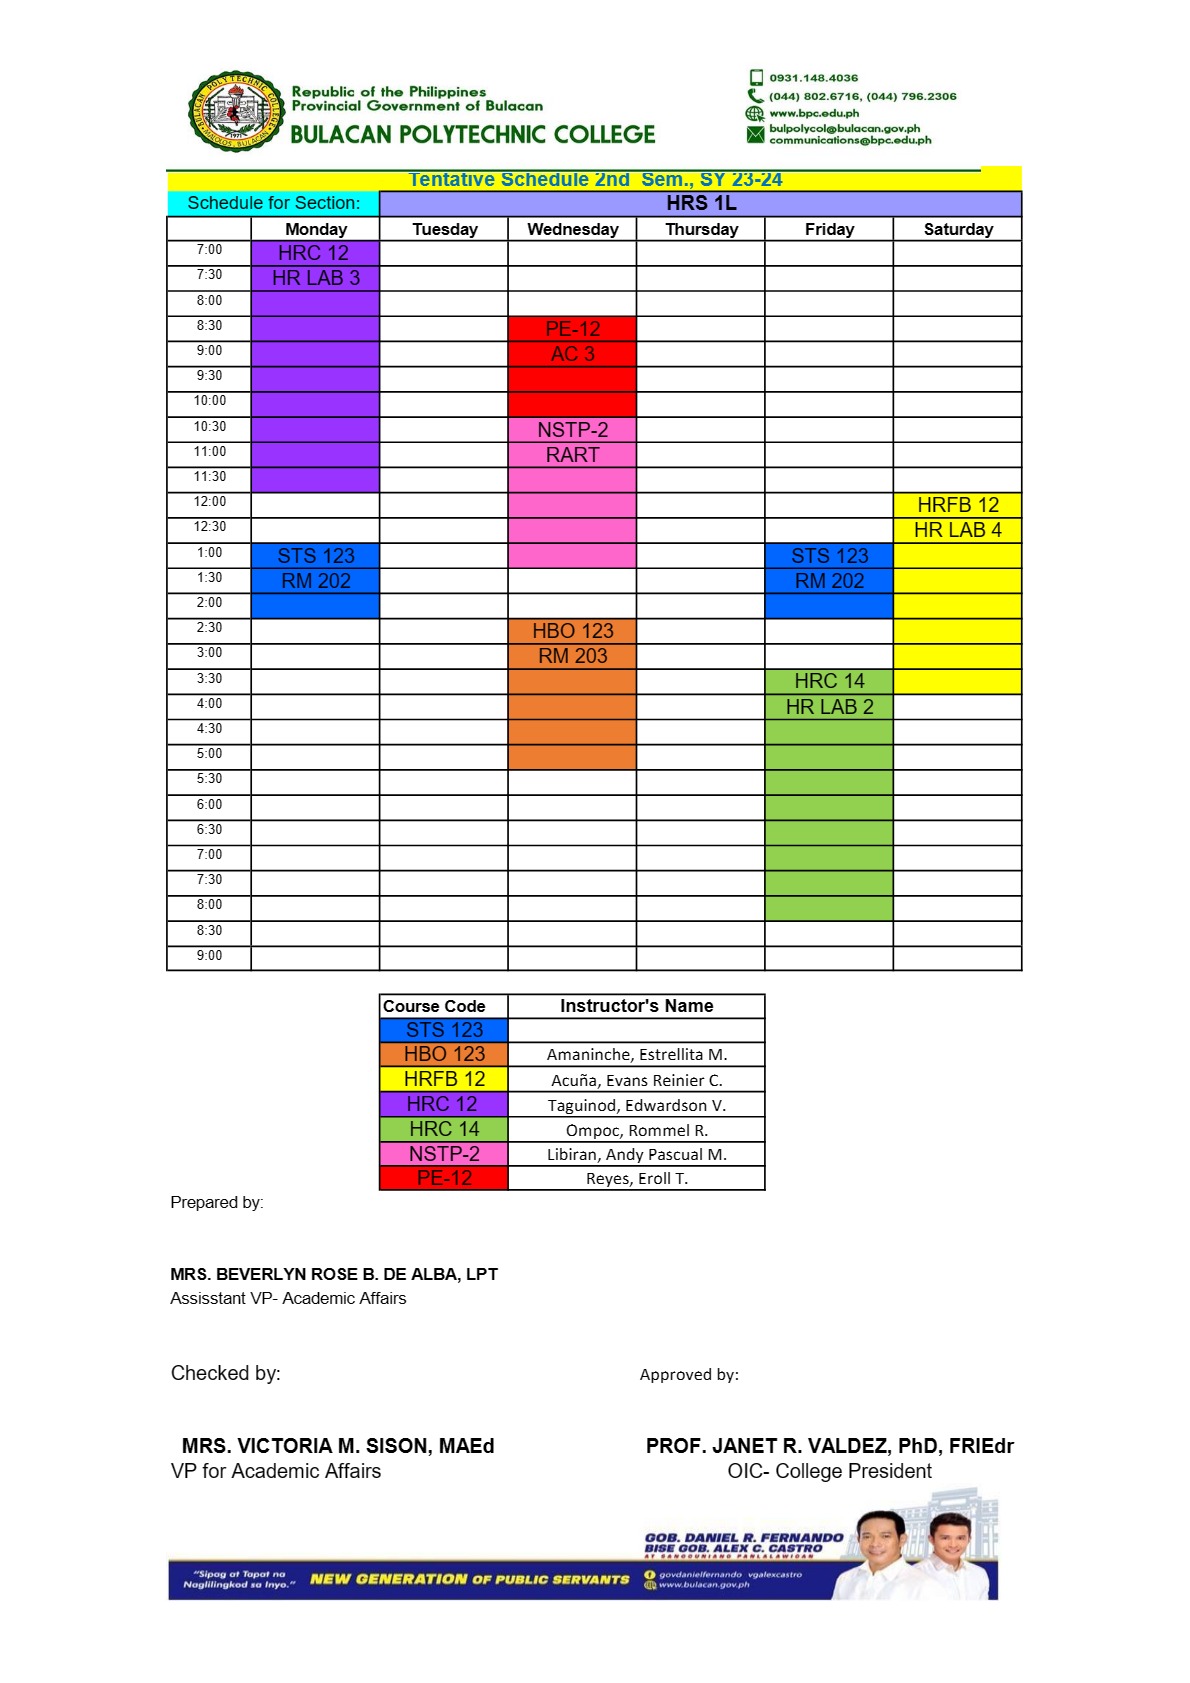 Republic of the Philippines
Provincial Government of Bulacan
BULACAN POLYTECHNIC COLLEGE
BULACAN POLYTECHNIC COLLEGE
MALOLOS, BULACAN
1971
0931.148.4036
(044) 802.6716, (044) 796.2306
www.bpc.edu.ph
bulpolycol@bulacan.gov.ph
communications@bpc.edu.ph
Tentative Schedule 2nd Sem., SY 23-24
Schedule for Section: HRS 1L
Monday Tuesday Wednesday Thursday Friday Saturday
7:00 HRC 12
7:30 HR LAB 3
8:00
8:30 PE-12
9:00 AC 3
9:30
10:00
10:30 NSTP-2
11:00 RART
11:30
12:00 HRFB 12
12:30 HR LAB 4
1:00 STS 123 STS 123
1:30 RM 202 RM 202
2:00
2:30 HBO 123
3:00 RM 203
3:30 HRC 14
4:00 HR LAB 2
4:30
5:00
5:30
6:00
6:30
7:00
7:30
8:00
8:30
9:00
Course Code Instructor's Name
STS 123
HBO 123 Amaninche, Estrellita M.
HRFB 12 Acuña, Evans Reinier C.
HRC 12 Taguinod, Edwardson V.
HRC 14 Ompoc, Rommel R.
NSTP-2 Libiran, Andy Pascual M.
PE-12 Reyes, Eroll T.
Prepared by:
MRS. BEVERLYN ROSE B. DE ALBA, LPT
Assisstant VP- Academic Affairs
Checked by: Approved by:
MRS. VICTORIA M. SISON, MAEd PROF. JANET R. VALDEZ, PhD, FRIEdr
VP for Academic Affairs OIC- College President
GOB. DANIEL R. FERNANDO
BISE GOB. ALEX C. CASTRO
AT SANGGUNIANG PANLALAWIGAN
"Sipag at Tapat na
Naglilingkod sa Inyo."
NEW GENERATION OF PUBLIC SERVANTS
govdanielfernando vgalexcastro
www.bulacan.gov.ph